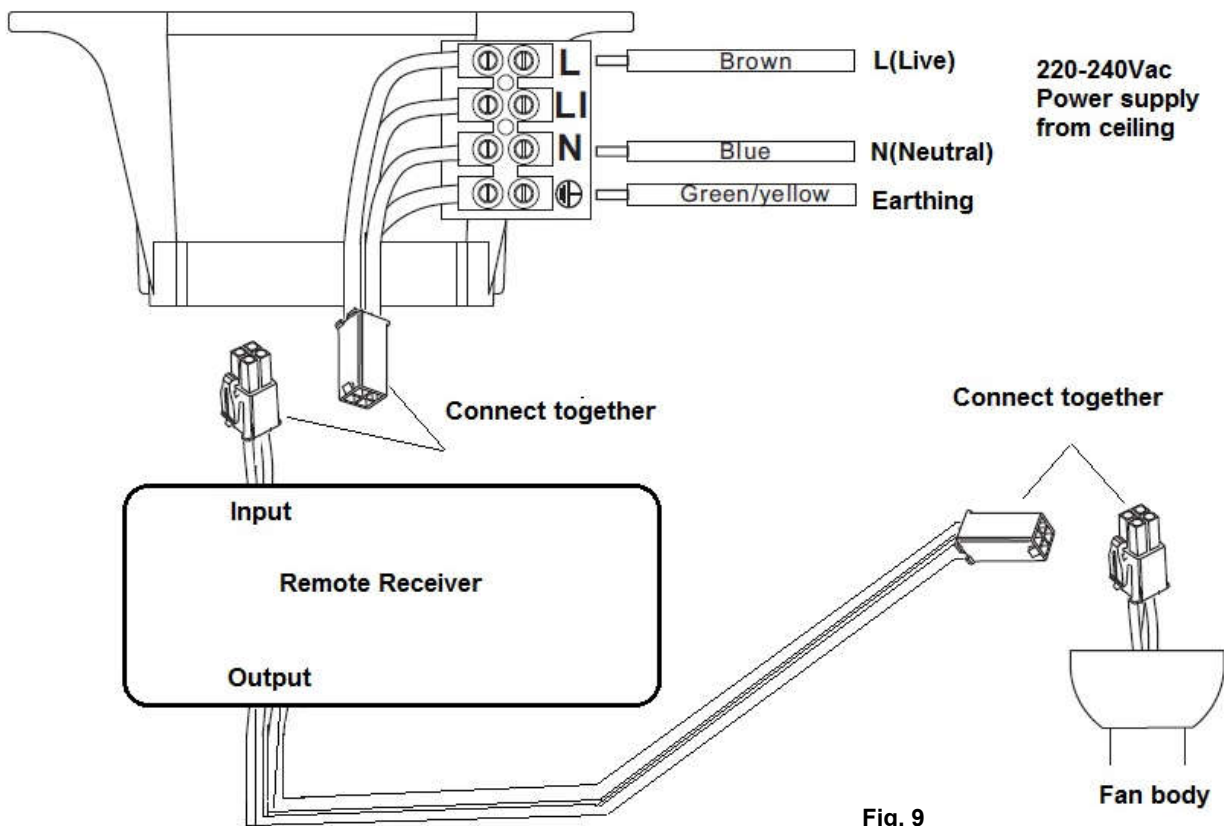 L
LI
N
Brown
L(Live)
Blue
N(Neutral)
Green/yellow
Earthing
220-240Vac
Power supply
from ceiling
Connect together
Connect together
Input
Remote Receiver
Output
Fan body
Fig. 9